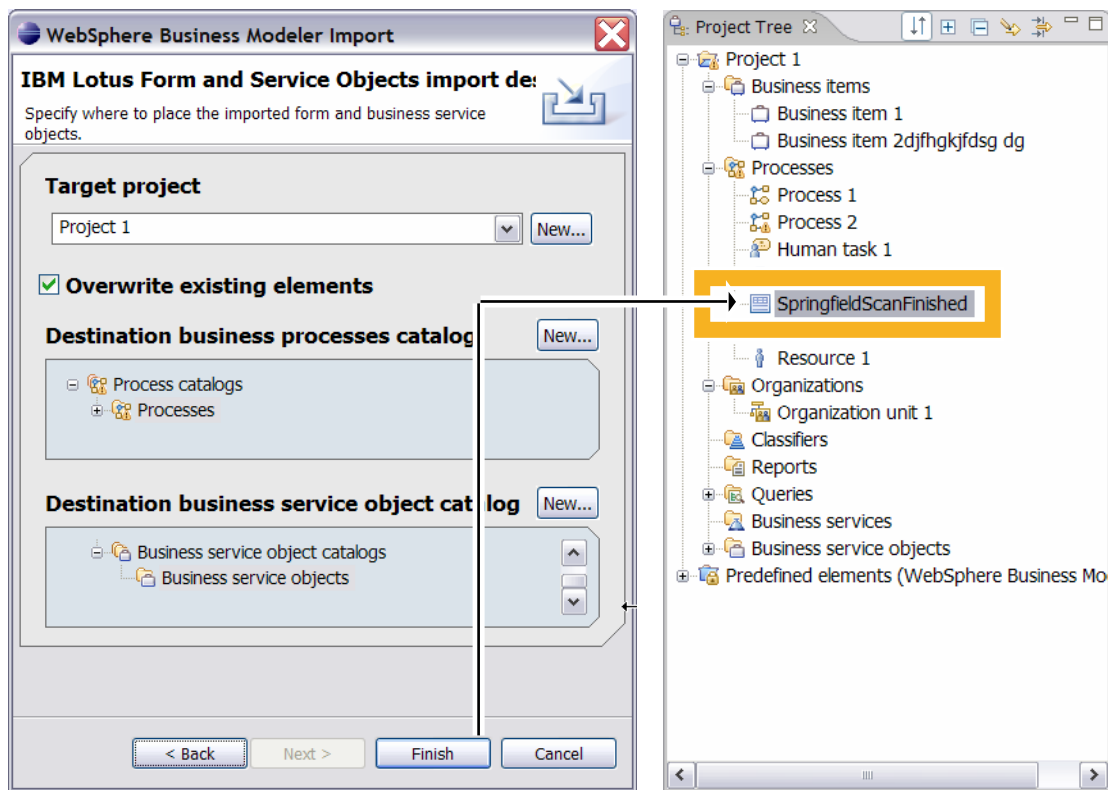 WebSphere Business Modeler Import
IBM Lotus Form and Service Objects import des
Specify where to place the imported form and business service
objects.
Target project
Project 1
New...
Overwrite existing elements
Destination business processes catalog
New...
Process catalogs
Processes
Destination business service object catalog
New...
Business service object catalogs
Business service objects
< Back
Next >
Finish
Cancel
Project Tree
Project 1
Business items
Business item 1
Business item 2djfhgkjfdsg dg
Processes
Process 1
Process 2
Human task 1
SpringfieldScanFinished
Resource 1
Organizations
Organization unit 1
Classifiers
Reports
Queries
Business services
Business service objects
Predefined elements (WebSphere Business Mo